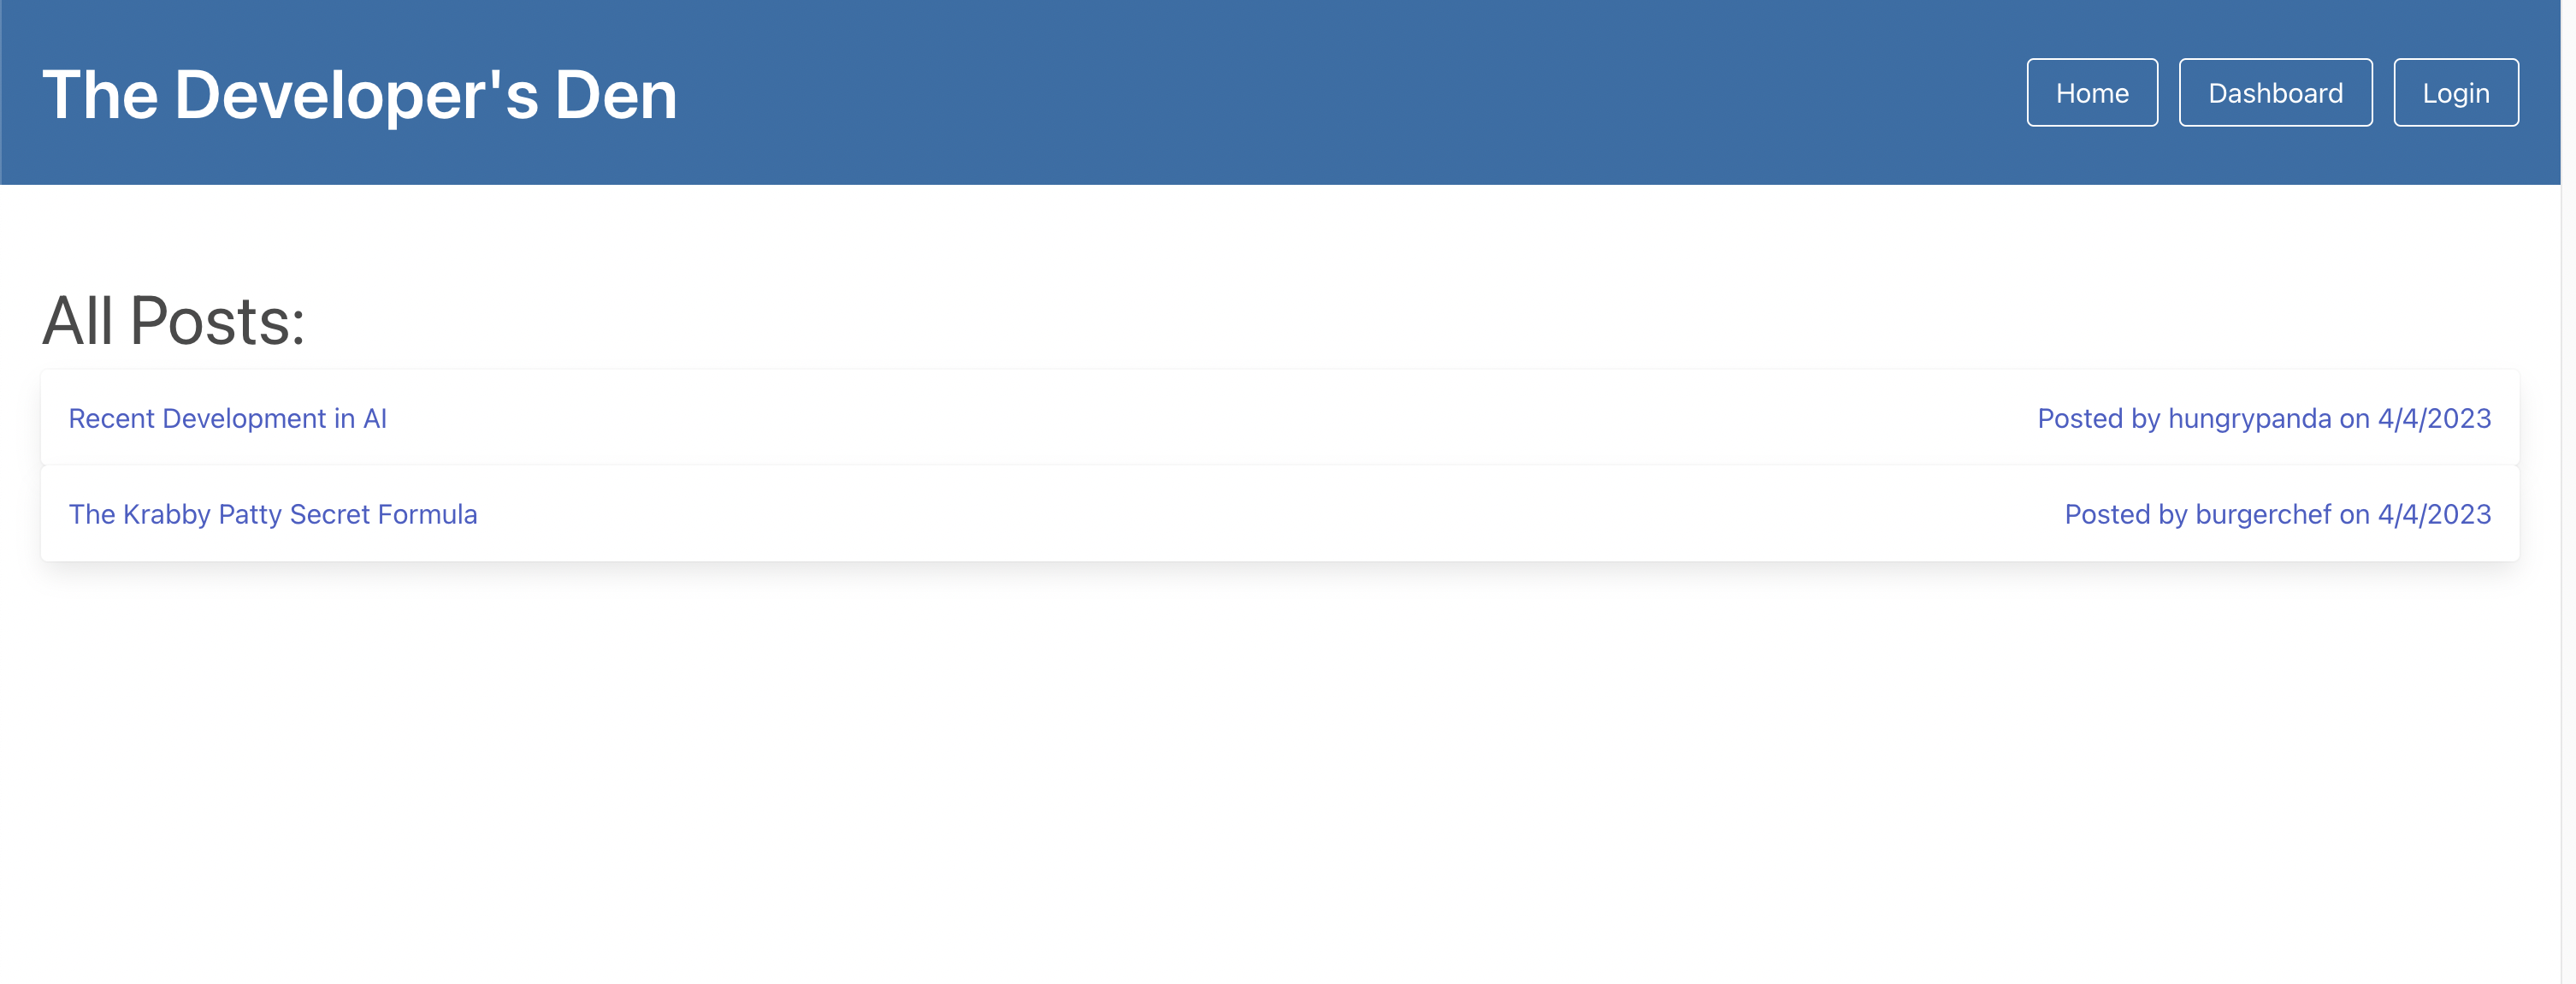 The Developer's Den
Home Dashboard Login
All Posts:
Recent Development in AI Posted by hungrypanda on 4/4/2023
The Krabby Patty Secret Formula Posted by burgerchef on 4/4/2023